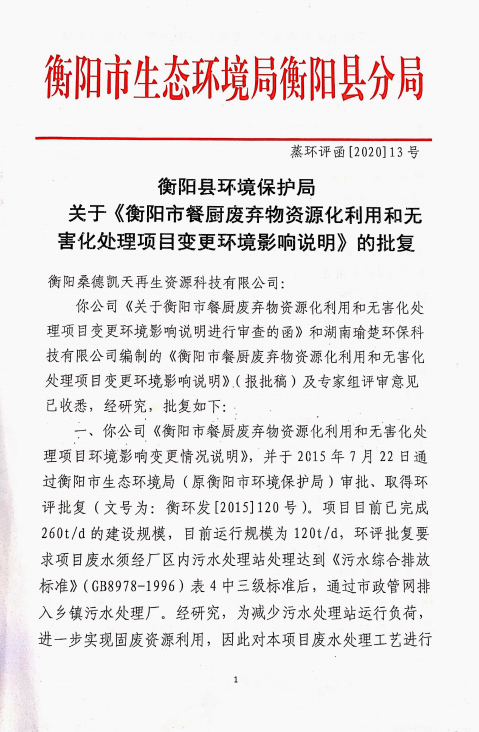 衡阳市生态环境局衡阳县分局
蒸环评函[2020]13号
衡阳县环境保护局
关于《衡阳市餐厨废弃物资源化利用和无
害化处理项目变更环境影响说明》的批复
衡阳桑德凯天再生资源科技有限公司：
你公司《关于衡阳市餐厨废弃物资源化利用和无害化处
理项目变更环境影响说明进行审查的函》和湖南瑜楚环保科
技有限公司编制的《衡阳市餐厨废弃物资源化利用和无害化
处理项目变更环境影响说明》（报批稿）及专家组评审意见
已收悉，经研究，批复如下：
一、你公司《衡阳市餐厨废弃物资源化利用和无害化处
理项目环境影响变更情况说明》，并于 2015 年 7 月 22 日通
过衡阳市生态环境局（原衡阳市环境保护局）审批、取得环
评批复（文号为：衡环发[2015]120 号）。项目目前已完成
260t/d 的建设规模，目前运行规模为 120t/d，环评批复要
求项目废水须经厂区内污水处理站处理达到《污水综合排放
标准》（GB8978-1996）表 4 中三级标准后，通过市政管网排
入乡镇污水处理厂。经研究，为减少污水处理站运行负荷，
进一步实现固废资源利用，因此对本项目废水处理工艺进行
1